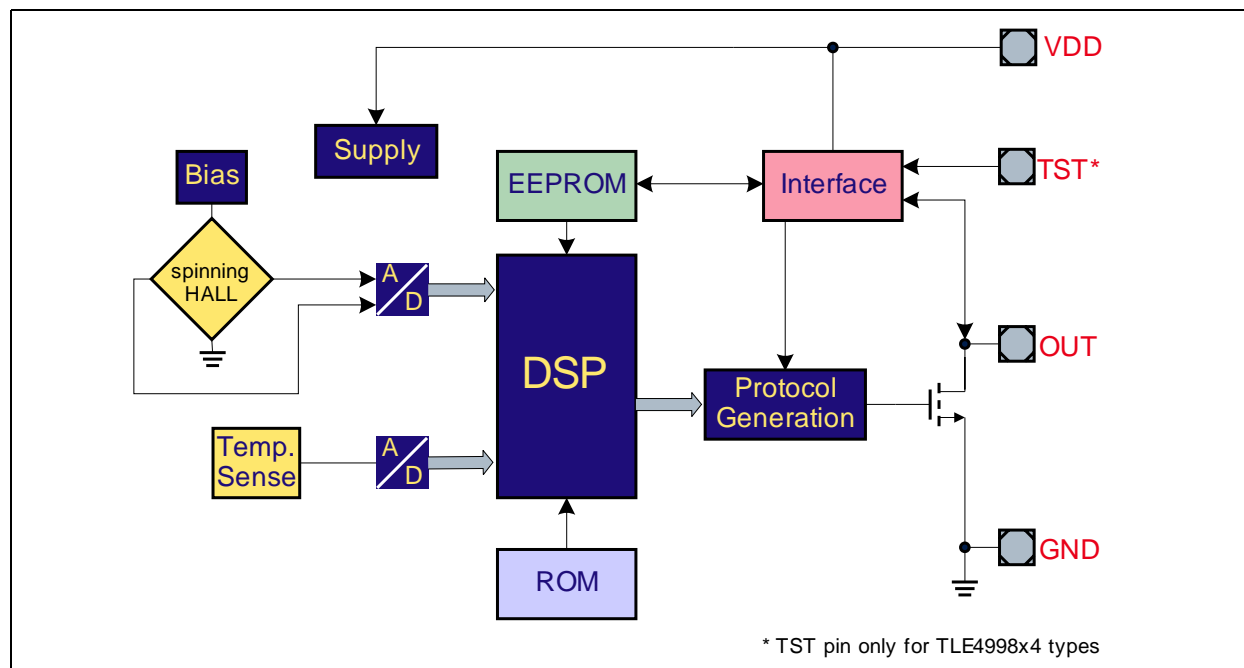 VDD
Supply
Bias
EEPROM
Interface
TST*
spinning
HALL
A
D
DSP
OUT
Protocol
Generation
Temp.
Sense
A
D
GND
ROM
* TST pin only for TLE4998x4 types